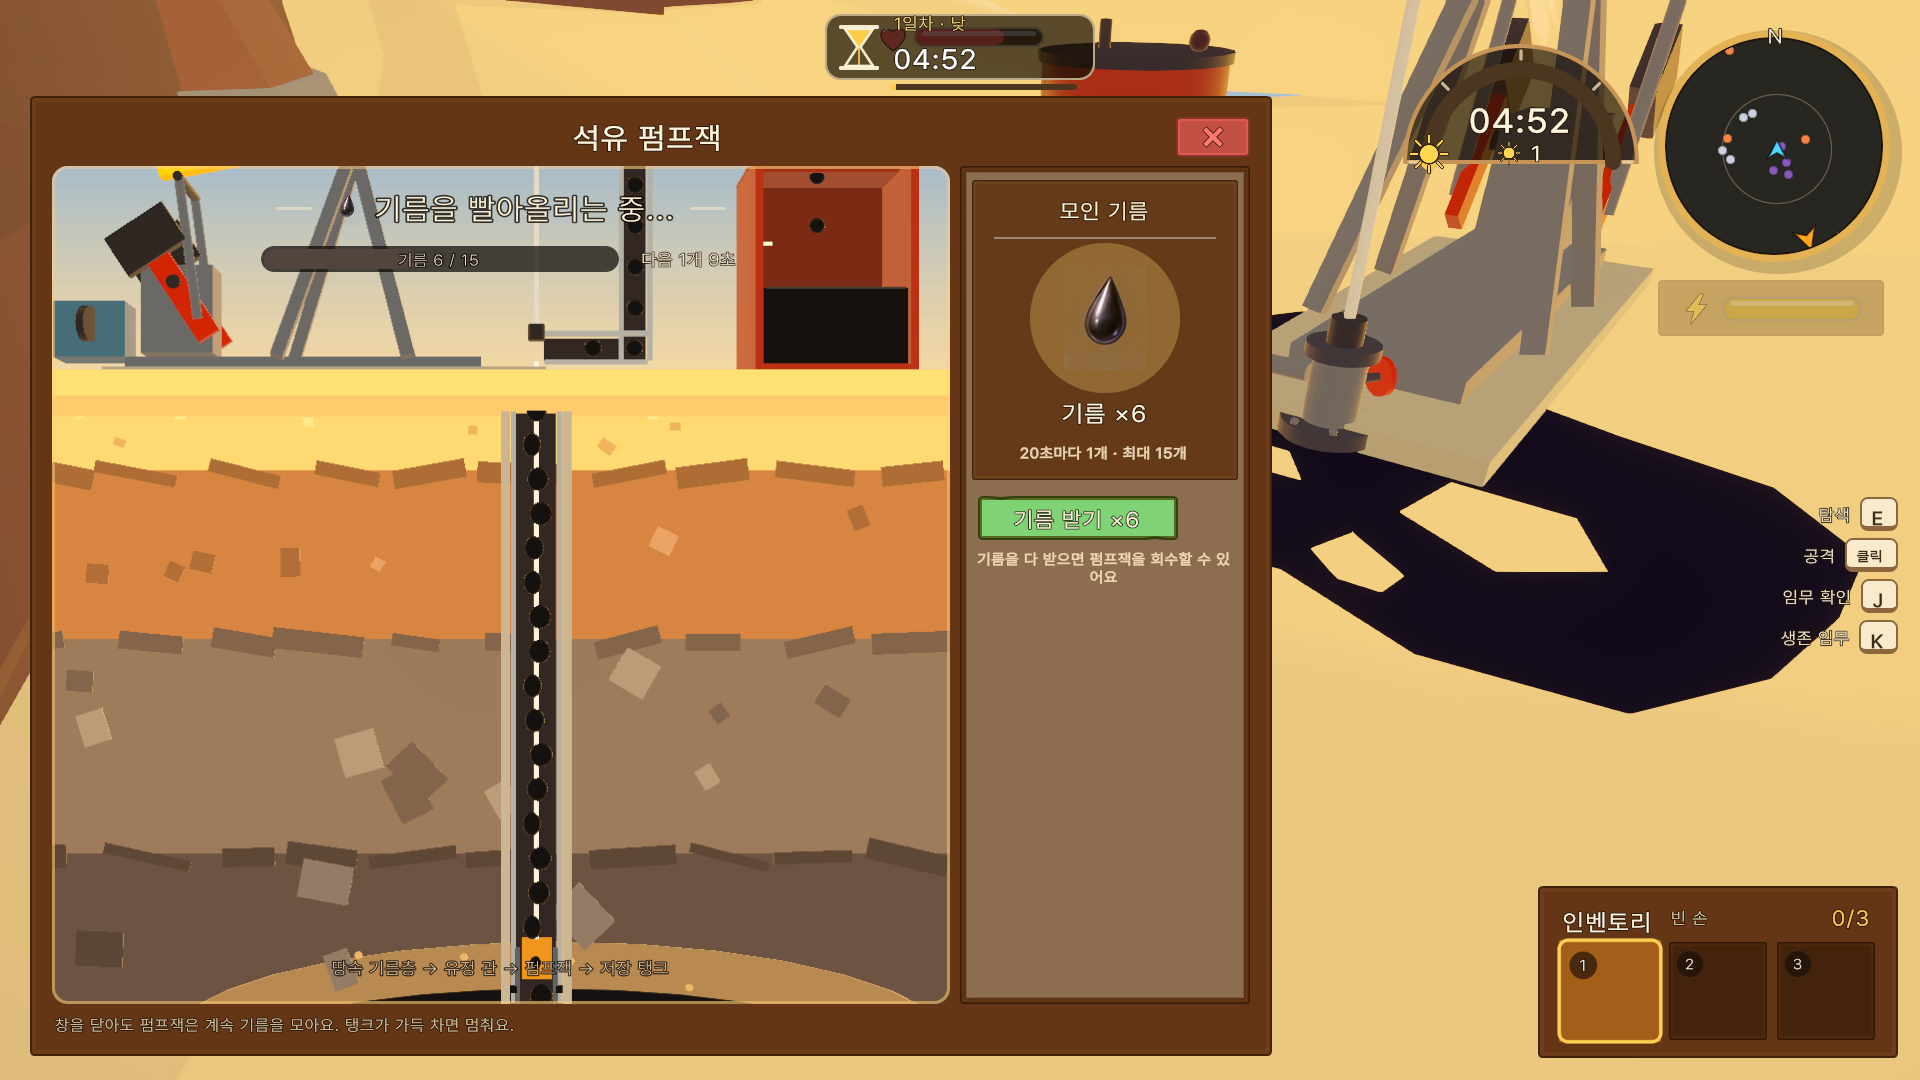 1일차 · 낮
04:52
N
04:52
1
석유 펌프잭
기름을 빨아올리는 중...
기름 6 / 15
다음 1개 9초
모인 기름
기름 ×6
20초마다 1개 · 최대 15개
기름 받기 ×6
기름을 다 받으면 펌프잭을 회수할 수 있
어요
땅속 기름층 → 유정 관 → 펌프잭 → 저장 탱크
창을 닫아도 펌프잭은 계속 기름을 모아요. 탱크가 가득 차면 멈춰요.
탐색 E
공격 클릭
임무 확인 J
생존 임무 K
인벤토리 빈 손 0/3
1 2 3